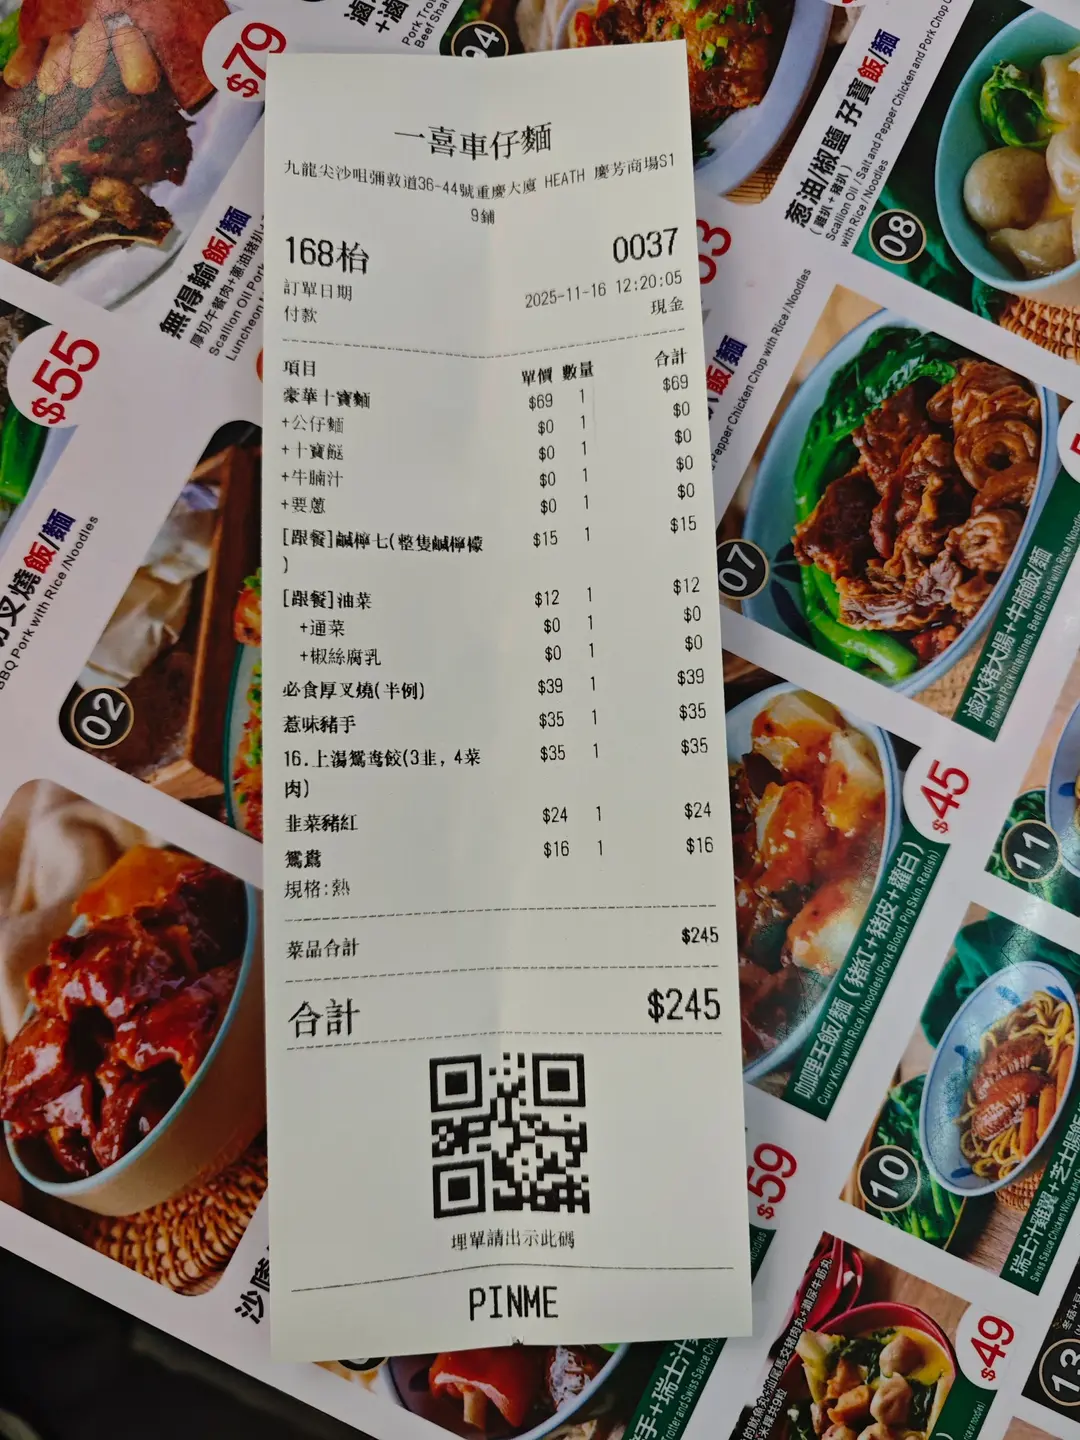 一喜車仔麵
九龍尖沙咀彌敦道36-44號重慶大廈 HEATH 慶芳商場S1
9鋪
168枱 0037
訂單日期 2025-11-16 12:20:05
付款 現金
項目 單價 數量 合計
豪華十寶麵 $69 1 $69
+公仔麵 $0 1 $0
+十寶餸 $0 1 $0
+牛腩汁 $0 1 $0
+要蔥 $0 1 $0
[跟餐]鹹檸七(整隻鹹檸檬 $15 1 $15
)
[跟餐]油菜 $12 1 $12
+通菜 $0 1 $0
+椒絲腐乳 $0 1 $0
必食厚叉燒(半例) $39 1 $39
惹味豬手 $35 1 $35
16.上湯鴛鴦餃(3韭，4菜 $35 1 $35
肉)
韭菜豬紅 $24 1 $24
鴛鴦 $16 1 $16
規格:熱
菜品合計 $245
合計 $245
埋單請出示此碼
PINME
$79
94
$55
無得輸飯/麵
厚切午餐肉+蔥油豬扒
Scallion Oil Pork
Luncheon
叉燒飯/麵
BBQ Pork with Rice /Noodles
02
蔥油/椒鹽 孖寶飯/麵
(雞扒+豬扒)
Scallion Oil / Salt and Pepper Chicken and Pork Chop
with Rice / Noodles
08
Pepper Chicken Chop with Rice / Noodles
07
滷水豬大腸+牛腩飯/麵
Braised Pork Intestines, Beef Brisket with Rice / Noodles
$45
咖喱王飯/麵(豬紅+豬皮+蘿白)
Curry King with Rice / Noodles(Pork Blood, Pig Skin, Radish)
11
10
瑞士汁雞翼+芝士腸
Swiss Sauce Chicken Wings and
$59
$49
13
手+瑞士汁